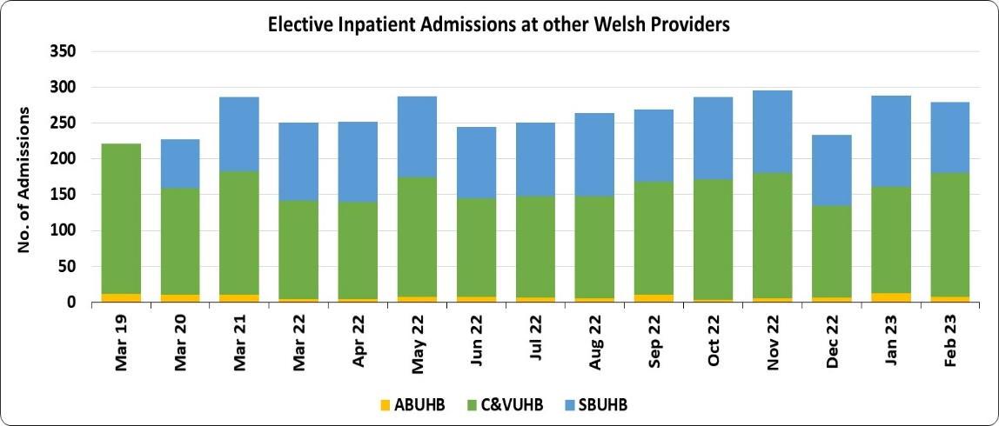 Elective Inpatient Admissions at other Welsh Providers
350
300
250
200
150
100
50
0
No. of Admissions
Mar 19
Mar 20
Mar 21
Mar 22
Apr 22
May 22
Jun 22
Jul 22
Aug 22
Sep 22
Oct 22
Nov 22
Dec 22
Jan 23
Feb 23
ABUHB C&VUHB SBUHB